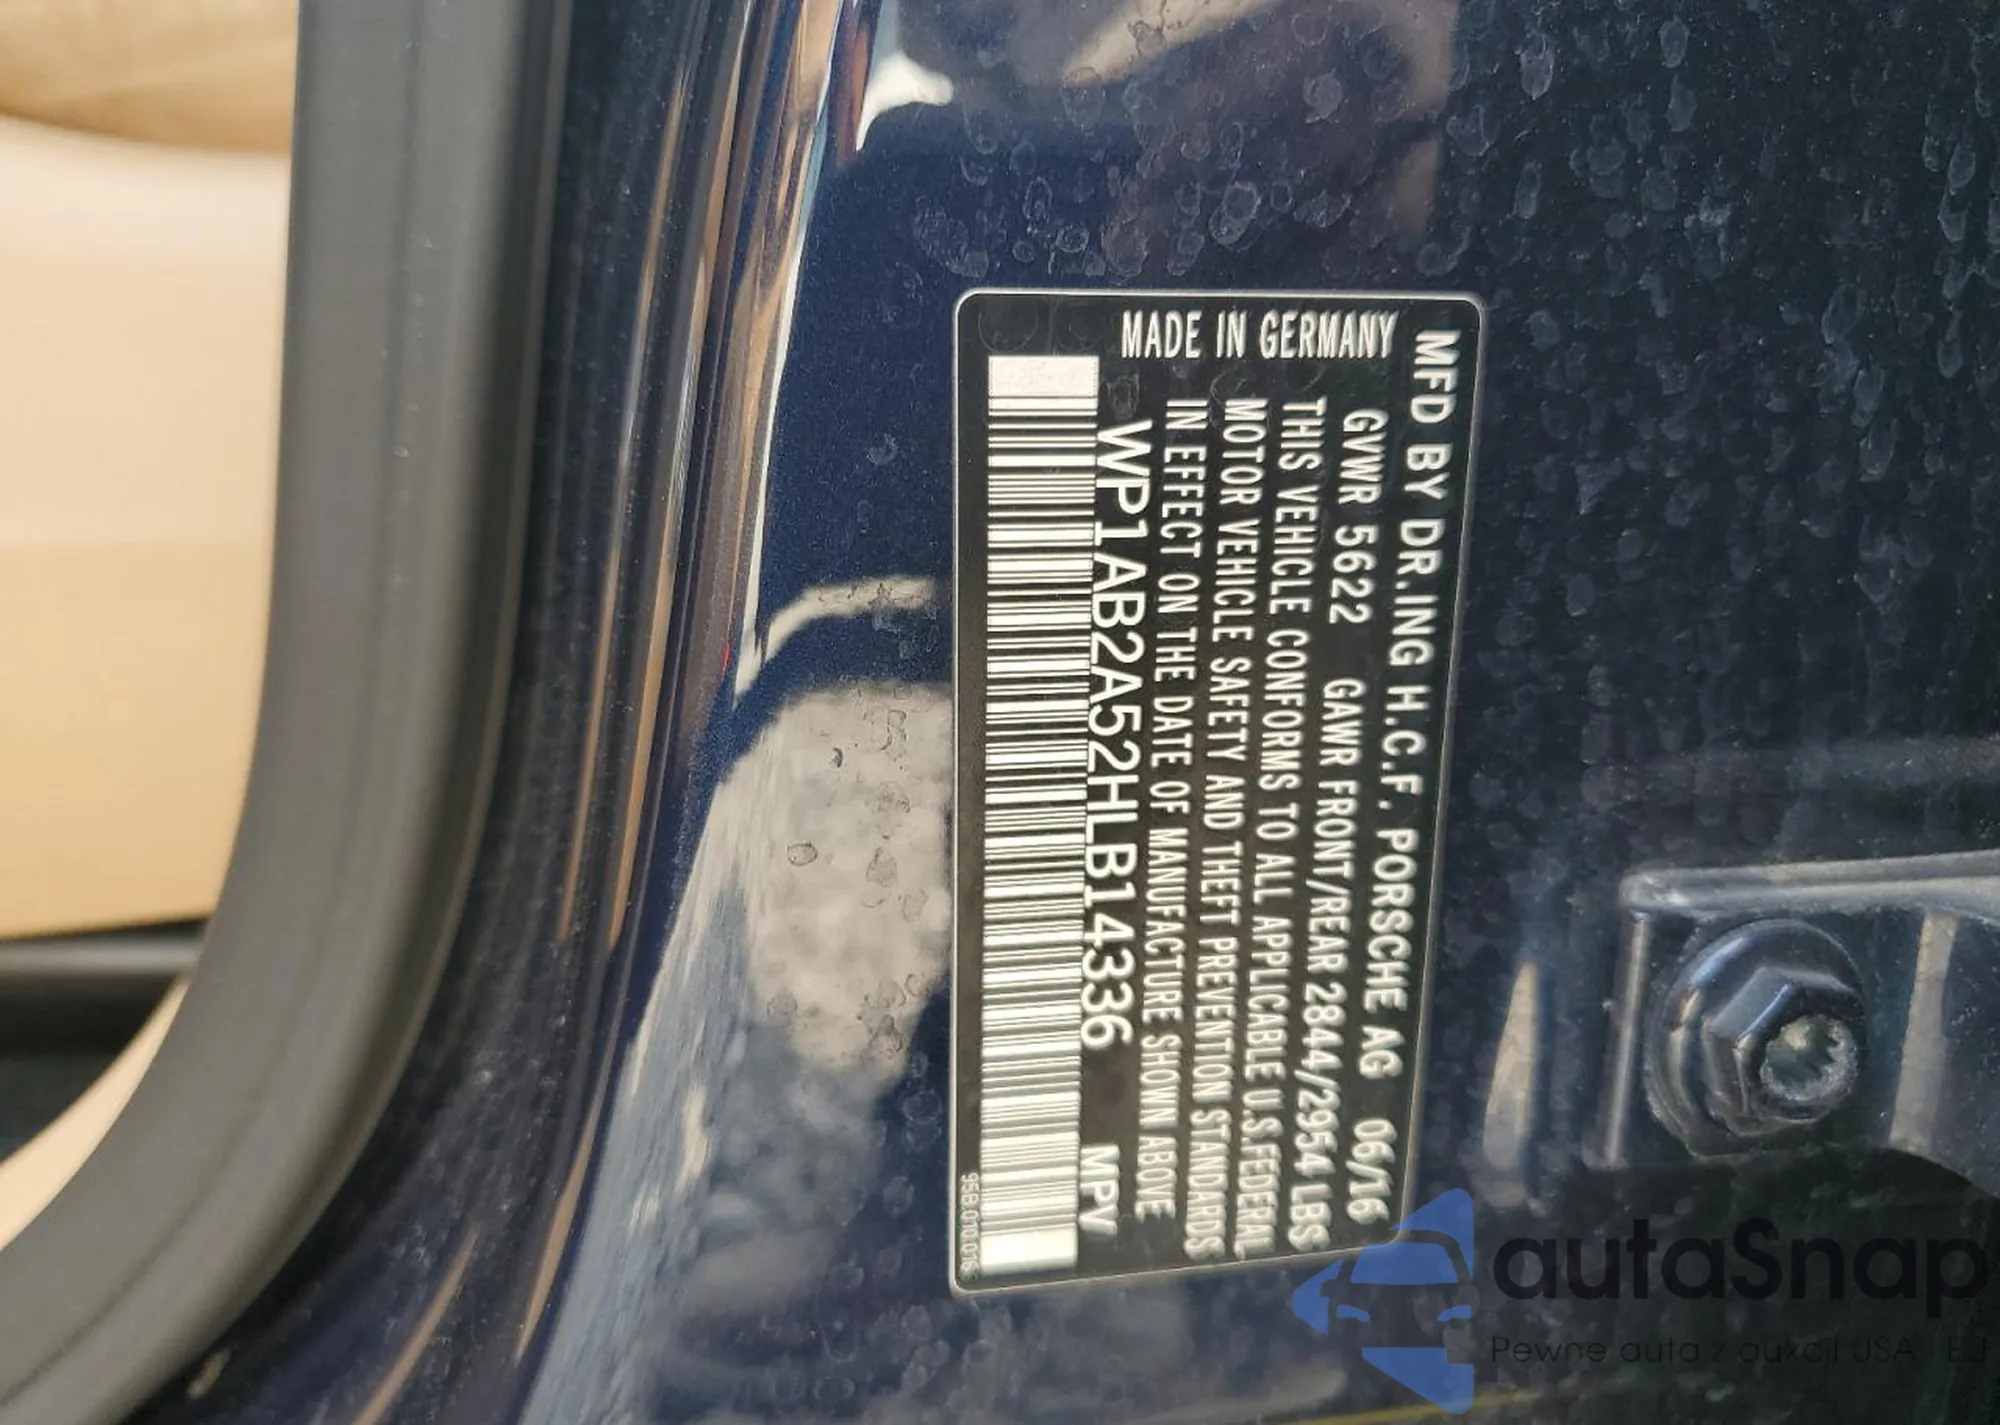 MFD BY DR.ING H.C.F. PORSCHE AG 06/16
GVWR 5622 GAWR FRONT/REAR 2844/2954 LBS
THIS VEHICLE CONFORMS TO ALL APPLICABLE U.S.FEDERAL
MOTOR VEHICLE SAFETY AND THEFT PREVENTION STANDARDS
IN EFFECT ON THE DATE OF MANUFACTURE SHOWN ABOVE
MADE IN GERMANY
WP1AB2A52HLB14336 MPV
autaSnap
Pewne auta z aukcji USA i EU